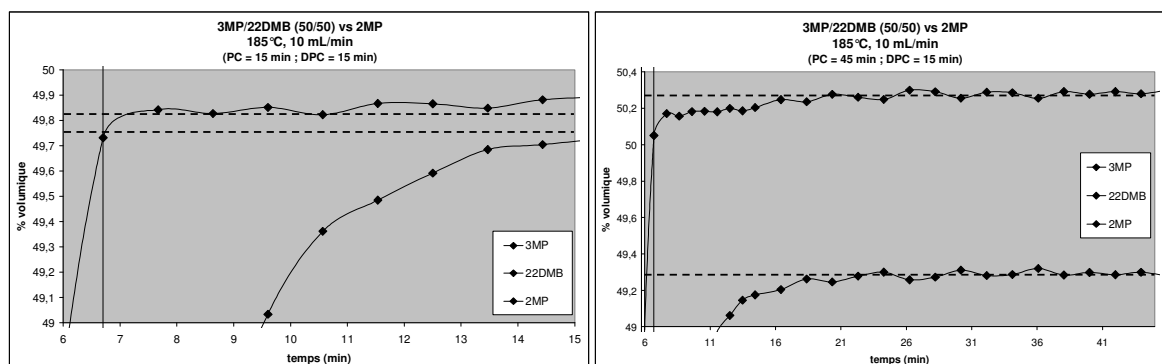 3MP/22DMB (50/50) vs 2MP
185°C, 10 mL/min
(PC = 15 min ; DPC = 15 min)
% volumique
50
49,9
49,8
49,7
49,6
49,5
49,4
49,3
49,2
49,1
49
6 7 8 9 10 11 12 13 14 15
temps (min)
3MP
22DMB
2MP
3MP/22DMB (50/50) vs 2MP
185°C, 10 mL/min
(PC = 45 min ; DPC = 15 min)
% volumique
50,4
50,2
50
49,8
49,6
49,4
49,2
49
6 11 16 21 26 31 36 41
temps (min)
3MP
22DMB
2MP